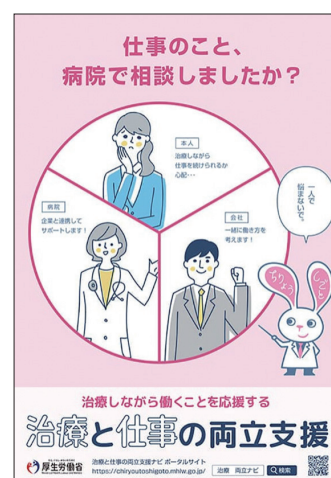 仕事のこと、
病院で相談しましたか？
本人
治療しながら
仕事を続けられるか
心配･･･
病院
企業と連携して
サポートします！
会社
一緒に働き方を
考えます！
一人で
悩まないで。
ちりょう
しごと
治療しながら働くことを応援する
治療と仕事の両立支援
厚生労働省
治療と仕事の両立支援ナビ ポータルサイト
https://chiryoutoshigoto.mhlw.go.jp/
治療 両立ナビ
検索